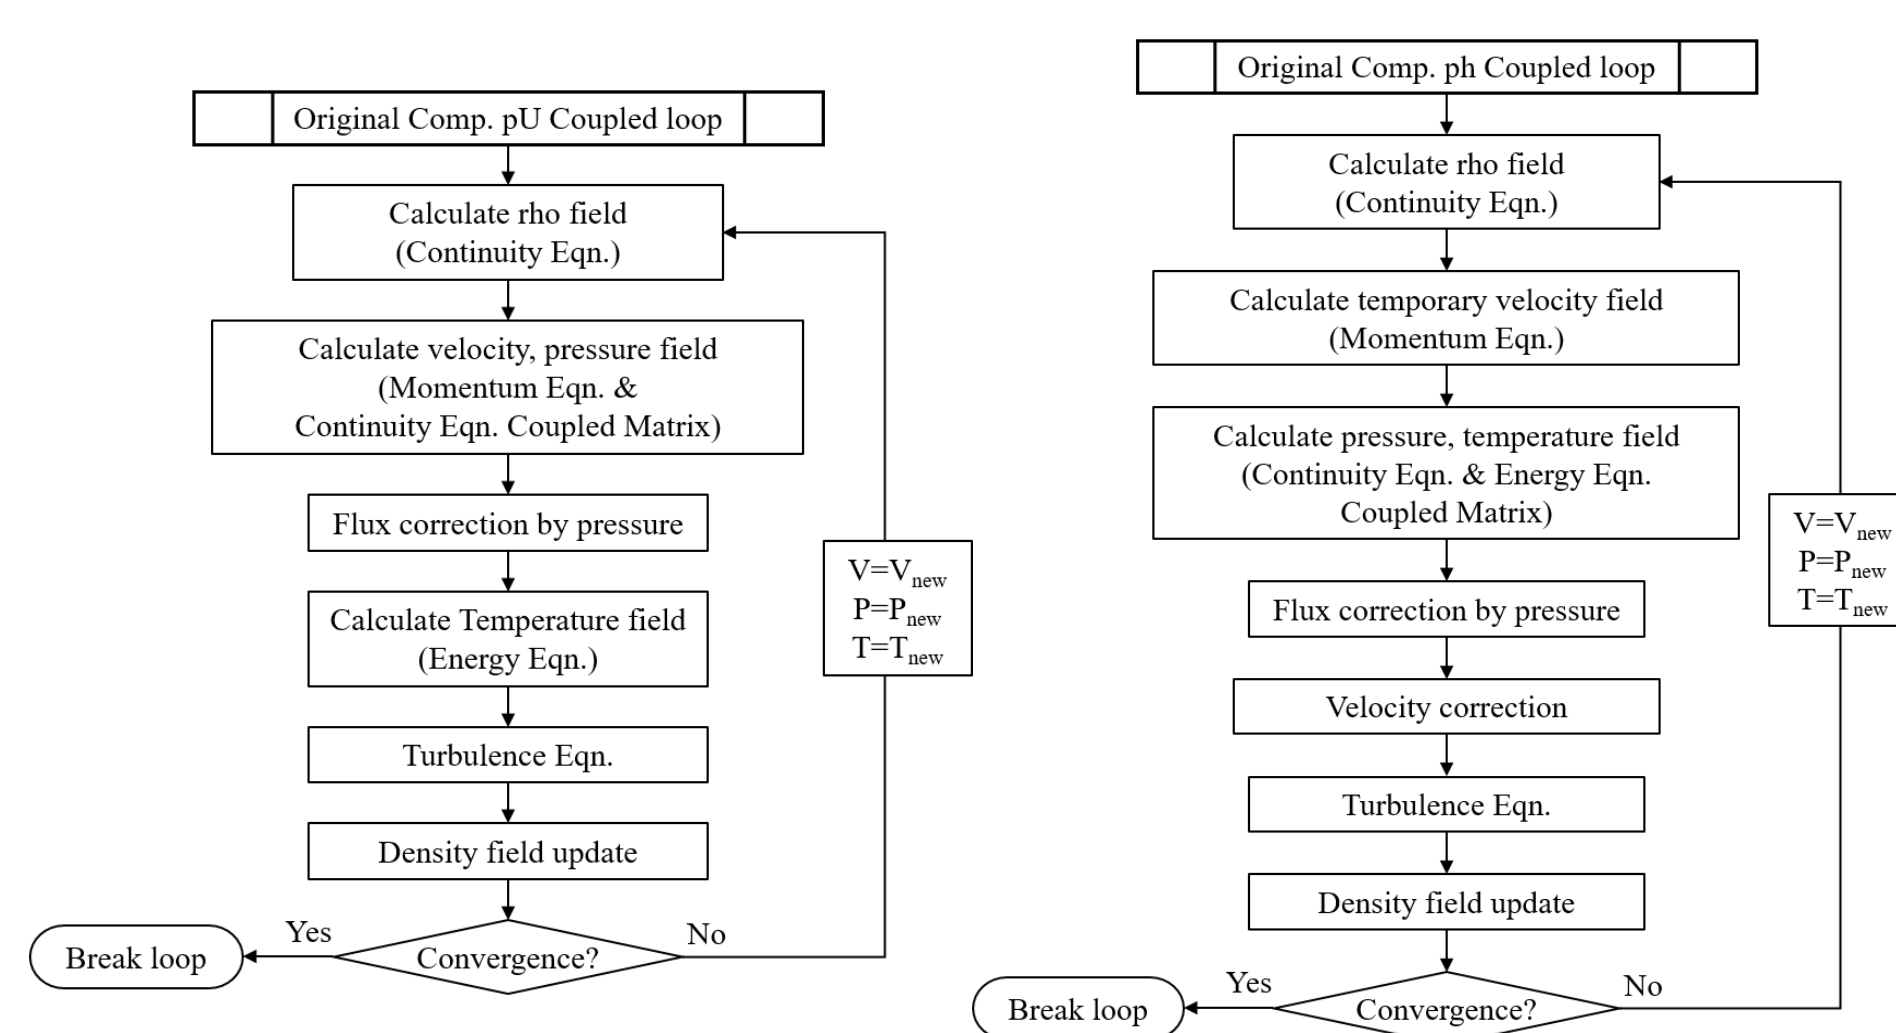 Original Comp. pU Coupled loop
Calculate rho field
(Continuity Eqn.)
Calculate velocity, pressure field
(Momentum Eqn. &
Continuity Eqn. Coupled Matrix)
Flux correction by pressure
Calculate Temperature field
(Energy Eqn.)
Turbulence Eqn.
Density field update
Convergence?
Yes
Break loop
No
V=Vnew
P=Pnew
T=Tnew
Original Comp. ph Coupled loop
Calculate rho field
(Continuity Eqn.)
Calculate temporary velocity field
(Momentum Eqn.)
Calculate pressure, temperature field
(Continuity Eqn. & Energy Eqn.
Coupled Matrix)
Flux correction by pressure
Velocity correction
Turbulence Eqn.
Density field update
Convergence?
Yes
Break loop
No
V=Vnew
P=Pnew
T=Tnew